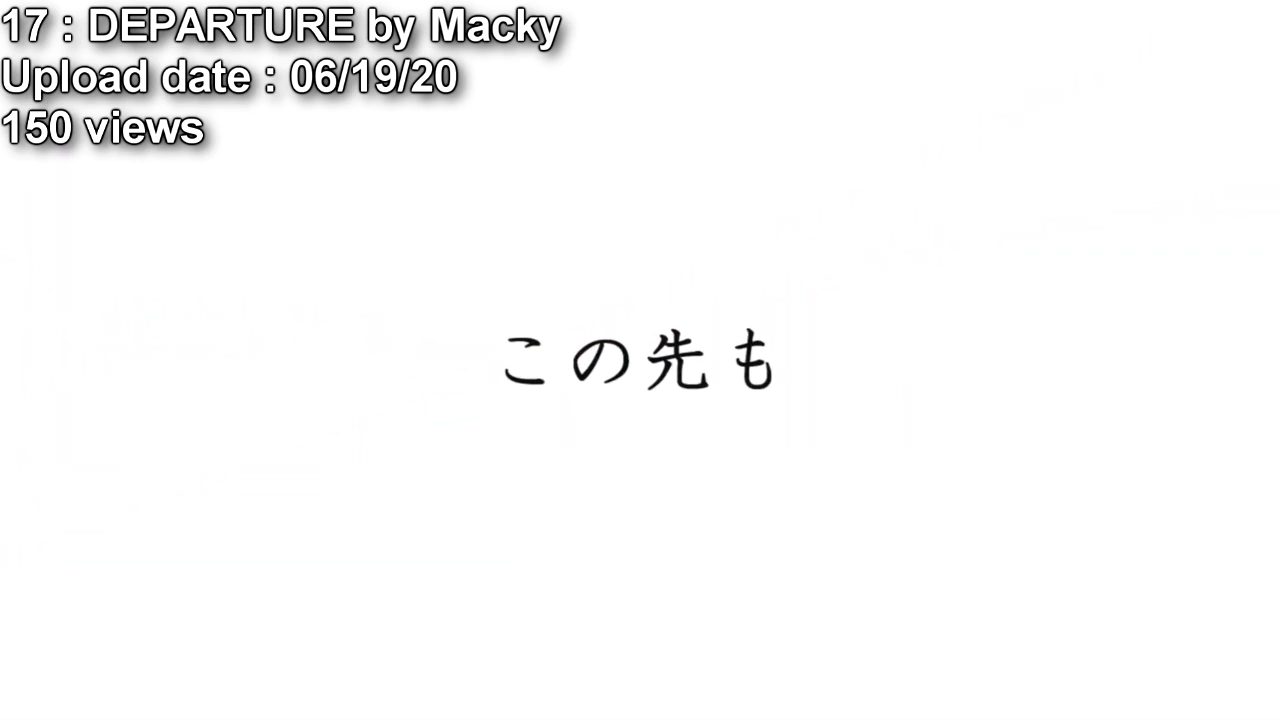 17 : DEPARTURE by Macky
Upload date : 06/19/20
150 views
この先も